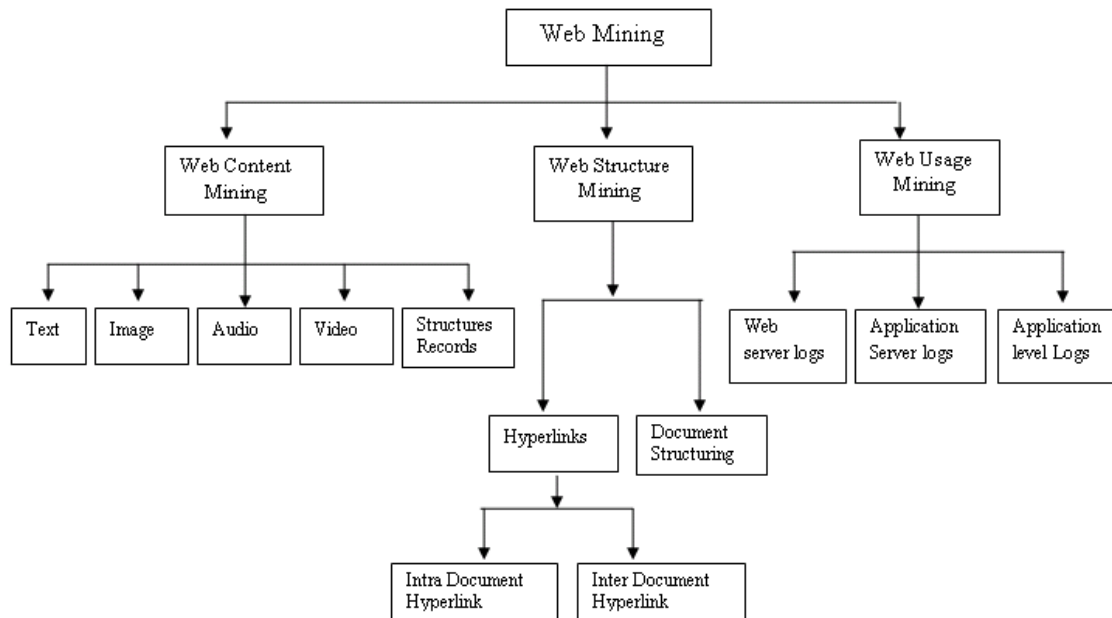 Web Mining
Web Content
Mining
Web Structure
Mining
Web Usage
Mining
Text
Image
Audio
Video
Structures
Records
Web
server logs
Application
Server logs
Application
level Logs
Hyperlinks
Document
Structuring
Intra Document
Hyperlink
Inter Document
Hyperlink